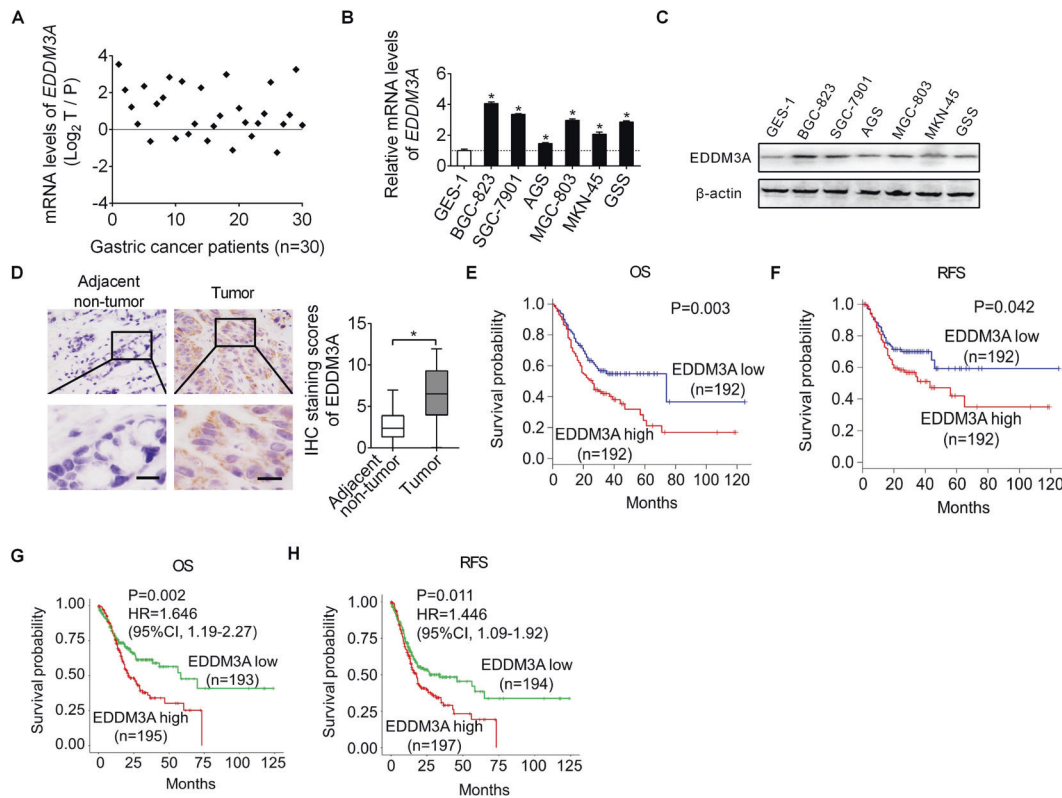 A
mRNA levels of EDDM3A
(Log2 T / P)
4
2
0
-2
-4
0
10
20
30
Gastric cancer patients (n=30)
B
Relative mRNA levels
of EDDM3A
6
4
2
0
*
*
*
*
*
*
GES-1
BGC-823
SGC-7901
AGS
MGC-803
MKN-45
GSS
C
GES-1
BGC-823
SGC-7901
AGS
MGC-803
MKN-45
GSS
EDDM3A
β-actin
D
Adjacent
non-tumor
Tumor
IHC staining scores
of EDDM3A
15
10
5
0
*
Adjacent
non-tumor
Tumor
E
OS
Survival probability
1.0
0.8
0.6
0.4
0.2
0.0
P=0.003
EDDM3A low
(n=192)
EDDM3A high
(n=192)
0 20 40 60 80 100 120
Months
F
RFS
Survival probability
1.0
0.8
0.6
0.4
0.2
0.0
P=0.042
EDDM3A low
(n=192)
EDDM3A high
(n=192)
0 20 40 60 80 100 120
Months
G
OS
Survival probability
1.00
0.75
0.50
0.25
0.00
P=0.002
HR=1.646
(95%CI, 1.19-2.27)
EDDM3A low
(n=193)
EDDM3A high
(n=195)
0 25 50 75 100 125
Months
H
RFS
Survival probability
1.00
0.75
0.50
0.25
0.00
P=0.011
HR=1.446
(95%CI, 1.09-1.92)
EDDM3A low
(n=194)
EDDM3A high
(n=197)
0 25 50 75 100 125
Months